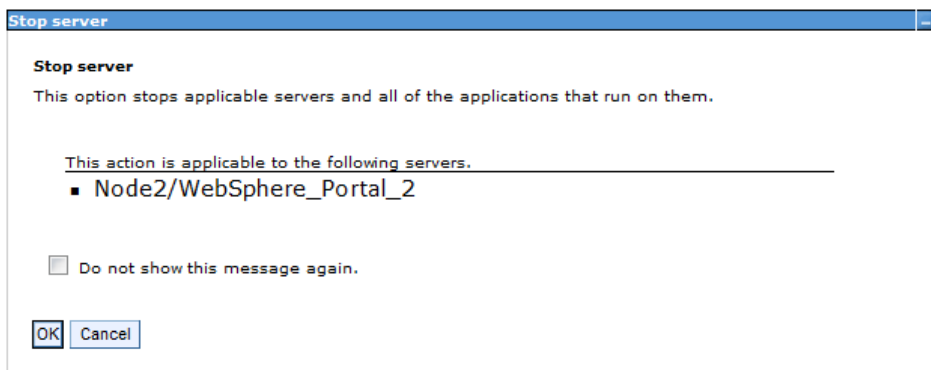 Stop server
Stop server
This option stops applicable servers and all of the applications that run on them.
This action is applicable to the following servers.
Node2/WebSphere_Portal_2
Do not show this message again.
OK Cancel